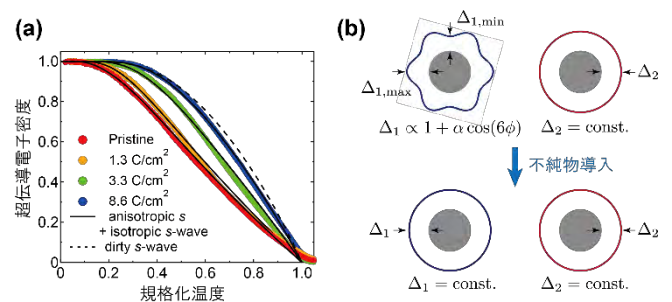 (a)
超伝導電子密度
1.0
0.8
0.6
0.4
0.2
0.0
Pristine
1.3 C/cm²
3.3 C/cm²
8.6 C/cm²
anisotropic s
+ isotropic s-wave
dirty s-wave
0.0 0.2 0.4 0.6 0.8 1.0
規格化温度
(b)
Δ₁,min
Δ₁,max
Δ₁ ∝ 1 + α cos(6ϕ)
Δ₂
Δ₂ = const.
不純物導入
Δ₁
Δ₁ = const.
Δ₂
Δ₂ = const.